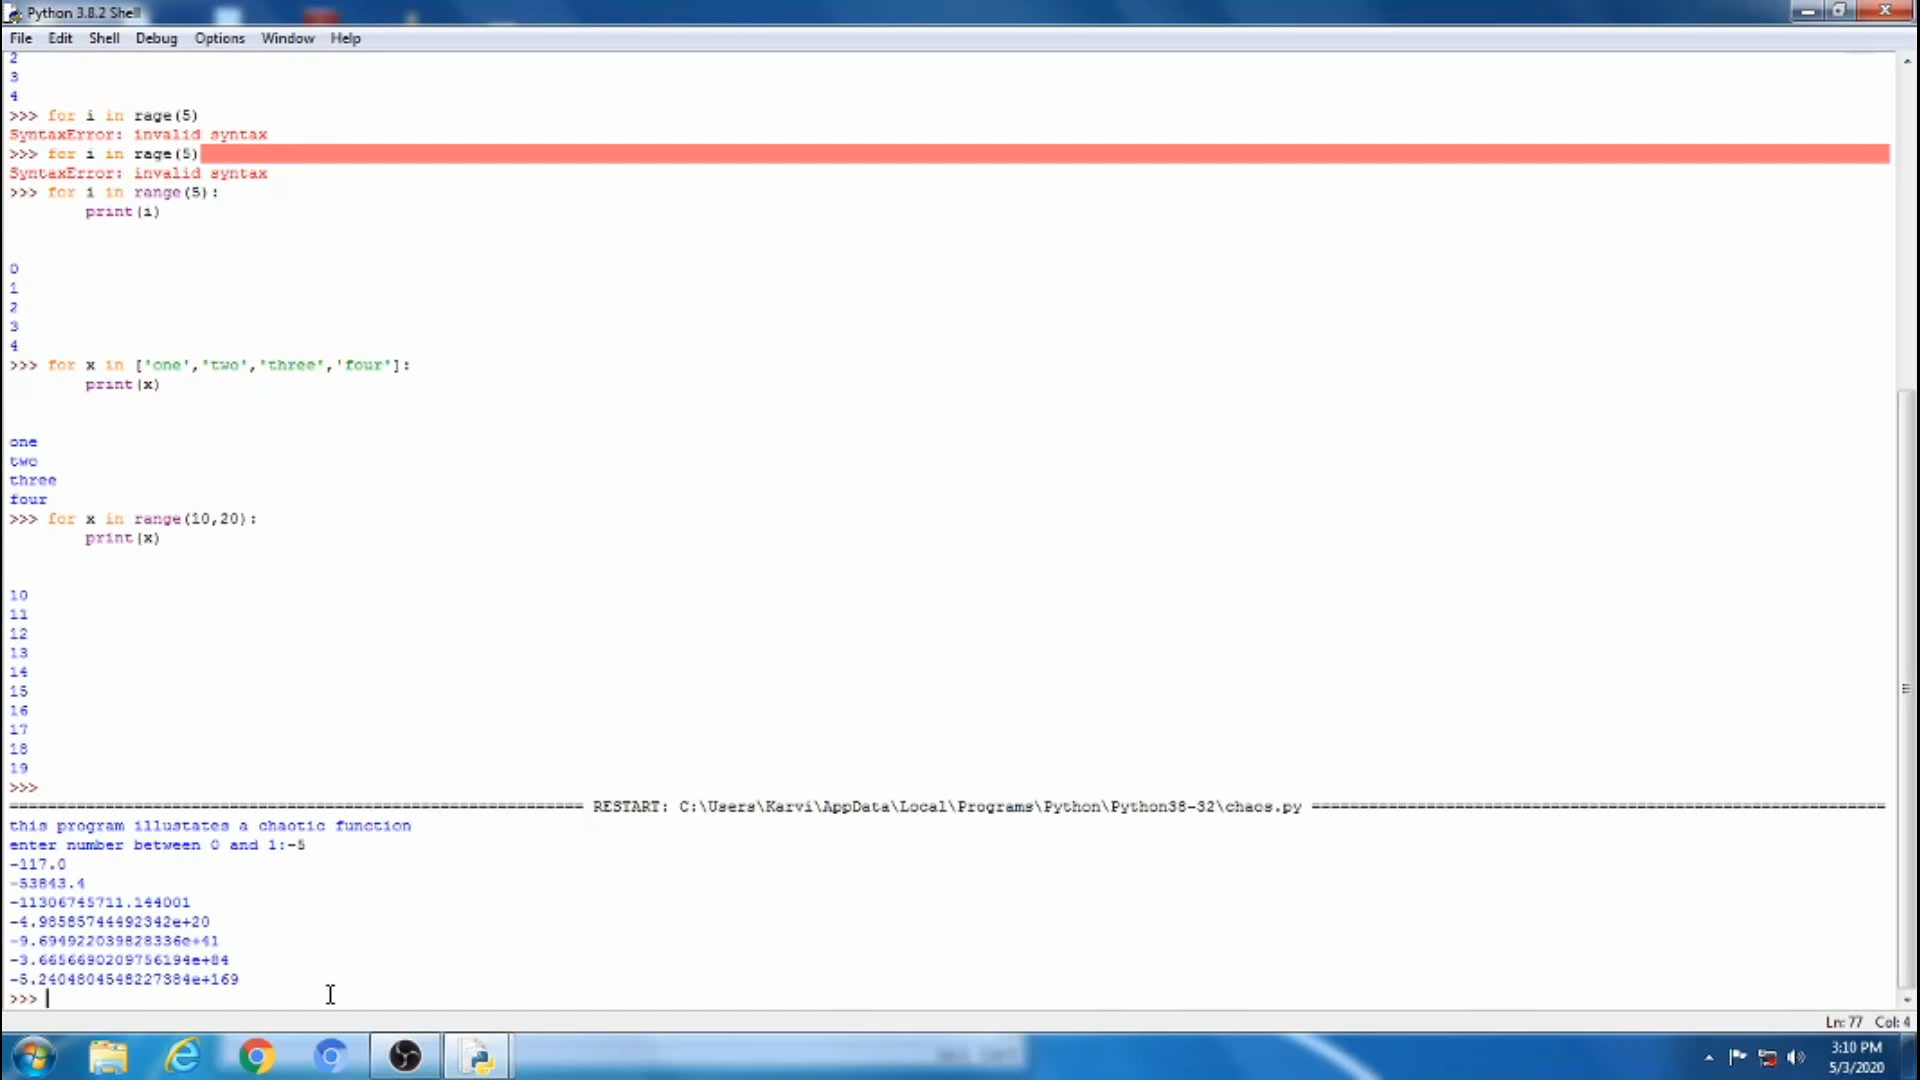 Python 3.8.2 Shell
File Edit Shell Debug Options Window Help
2
3
4
>>> for i in rage(5)
SyntaxError: invalid syntax
>>> for i in rage(5)
SyntaxError: invalid syntax
>>> for i in range(5):
print(i)
0
1
2
3
4
>>> for x in ['one','two','three','four']:
print(x)
one
two
three
four
>>> for x in range(10,20):
print(x)
10
11
12
13
14
15
16
17
18
19
>>>
============================================================ RESTART: C:\Users\Karvi\AppData\Local\Programs\Python\Python38-32\chaos.py ============================================================
this program illustates a chaotic function
enter number between 0 and 1:-5
-117.0
-53843.4
-11306745711.144001
-4.98585744492342e+20
-9.694922039828336e+41
-3.6656690209756194e+84
-5.2404804548227384e+169
>>>
Ln: 77 Col: 4
3:10 PM
5/3/2020